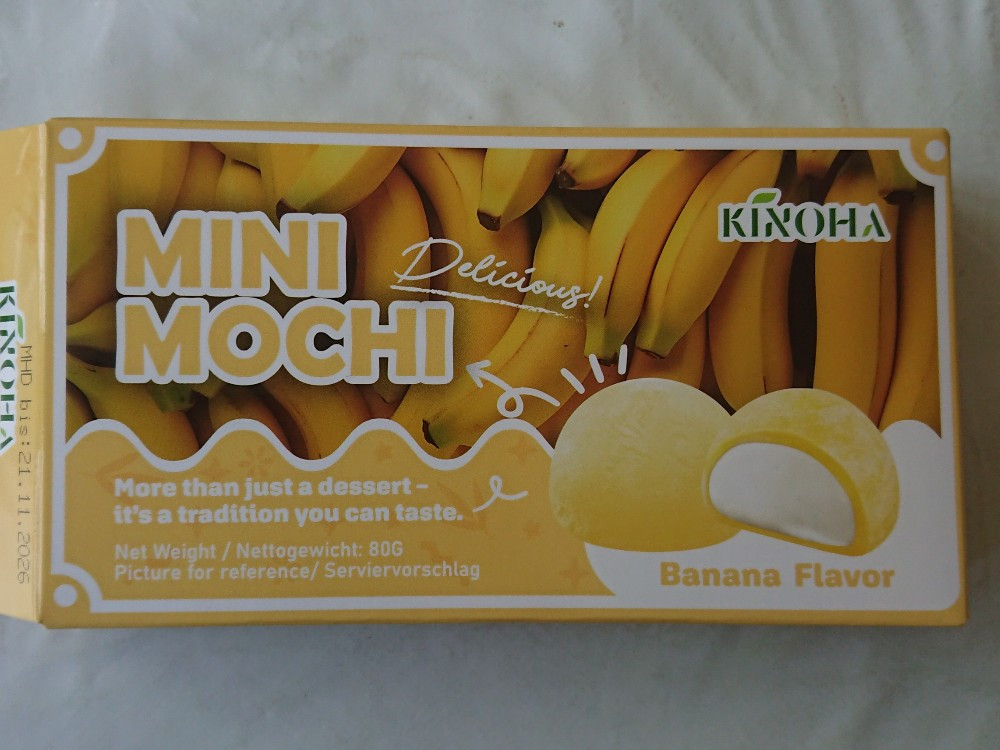 MINI
MOCHI
Delicious!
KINOHA
More than just a dessert –
it's a tradition you can taste.
Net Weight / Nettogewicht: 80G
Picture for reference/ Serviervorschlag
Banana Flavor
KINOHA
MHD bis:21.11.2026